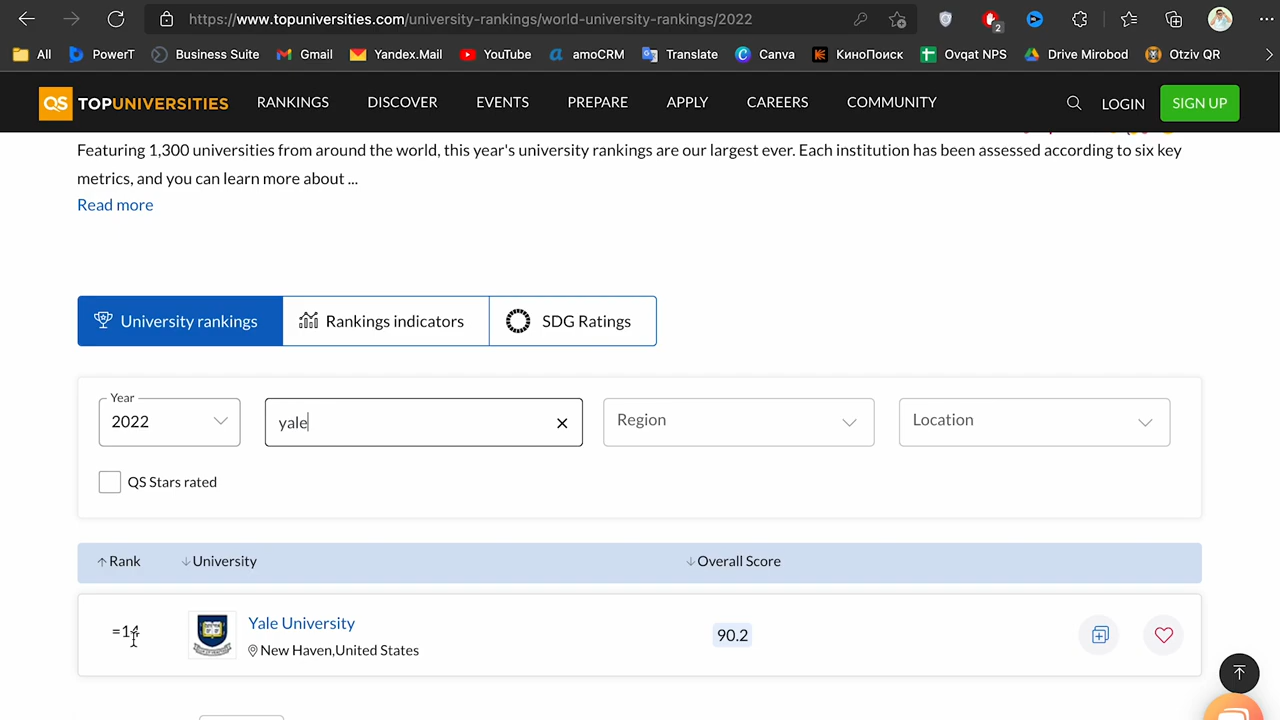 https://www.topuniversities.com/university-rankings/world-university-rankings/2022
2
All PowerT Business Suite Gmail Yandex.Mail YouTube amoCRM Translate Canva КиноПоиск Ovqat NPS Drive Mirobod Otziv QR
QS TOPUNIVERSITIES RANKINGS DISCOVER EVENTS PREPARE APPLY CAREERS COMMUNITY LOGIN SIGN UP
Featuring 1,300 universities from around the world, this year's university rankings are our largest ever. Each institution has been assessed according to six key
metrics, and you can learn more about ...
Read more
University rankings Rankings indicators SDG Ratings
Year
2022 yale Region Location
QS Stars rated
Rank University Overall Score
=14 Yale University 90.2
New Haven,United States